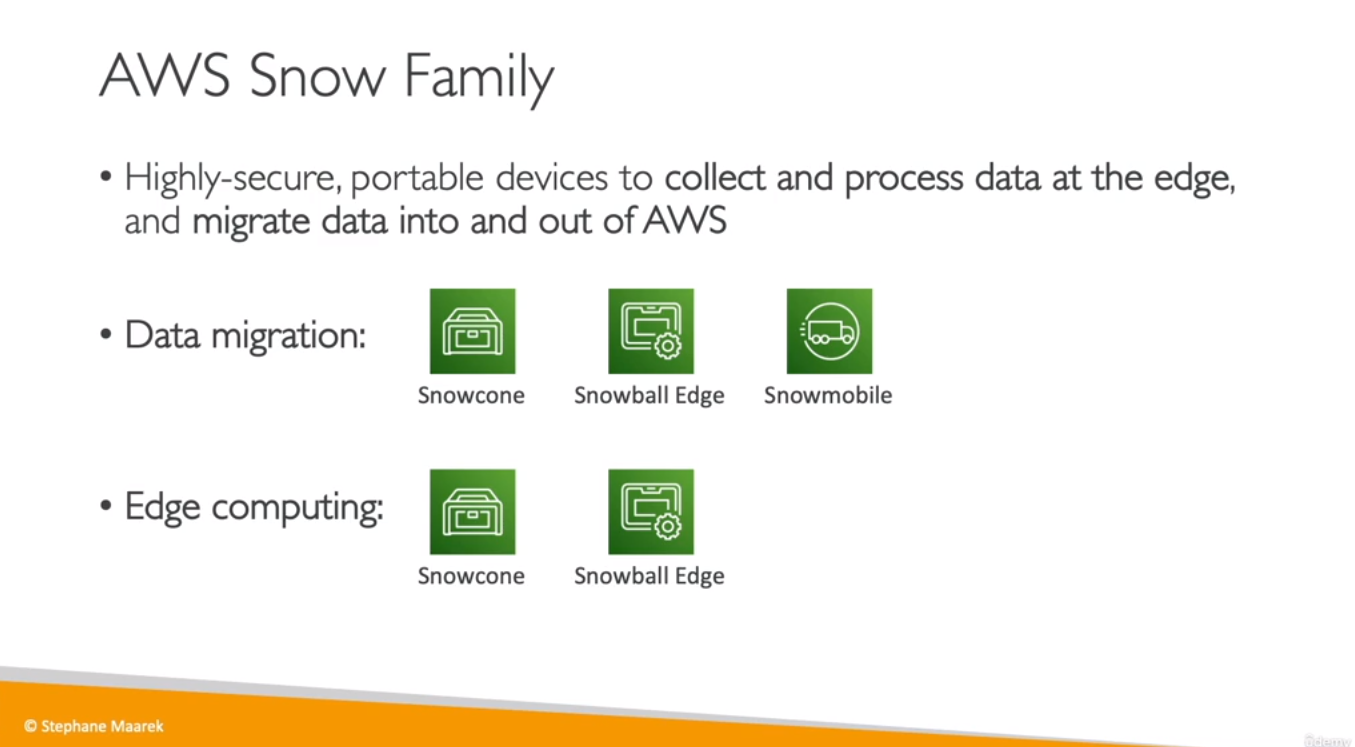 AWS Snow Family
• Highly-secure, portable devices to collect and process data at the edge,
and migrate data into and out of AWS
• Data migration:
Snowcone
Snowball Edge
Snowmobile
• Edge computing:
Snowcone
Snowball Edge
© Stephane Maarek
ûdemy